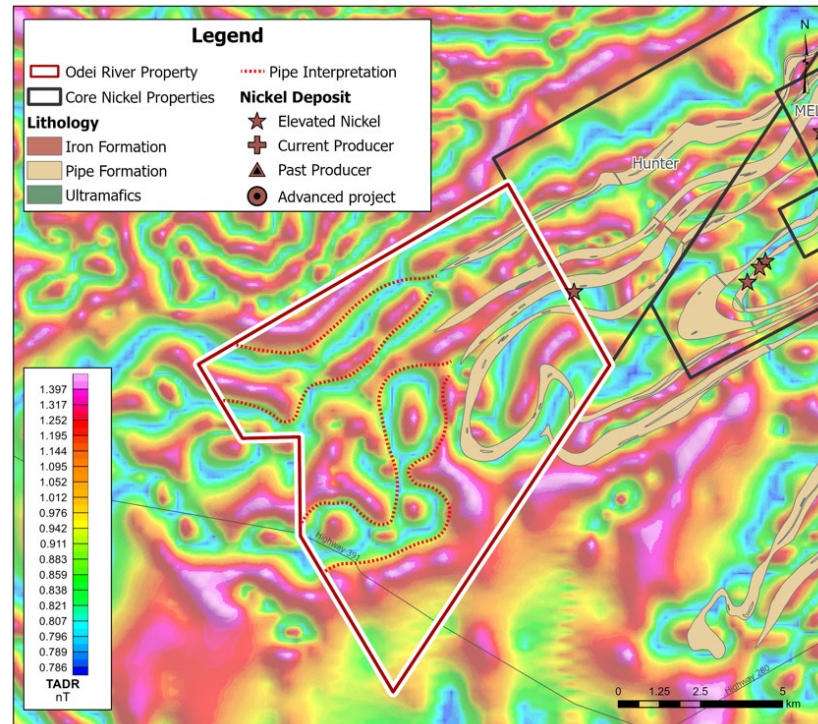 Legend
Odei River Property
Core Nickel Properties
Lithology
Iron Formation
Pipe Formation
Ultramafics
Pipe Interpretation
Nickel Deposit
Elevated Nickel
Current Producer
Past Producer
Advanced project
N
MEL
Hunter
1.397
1.317
1.252
1.195
1.144
1.095
1.052
1.012
0.976
0.942
0.911
0.883
0.859
0.838
0.821
0.807
0.796
0.789
0.786
TADR
nT
Highway 391
Highway 280
0 1.25 2.5 5
km